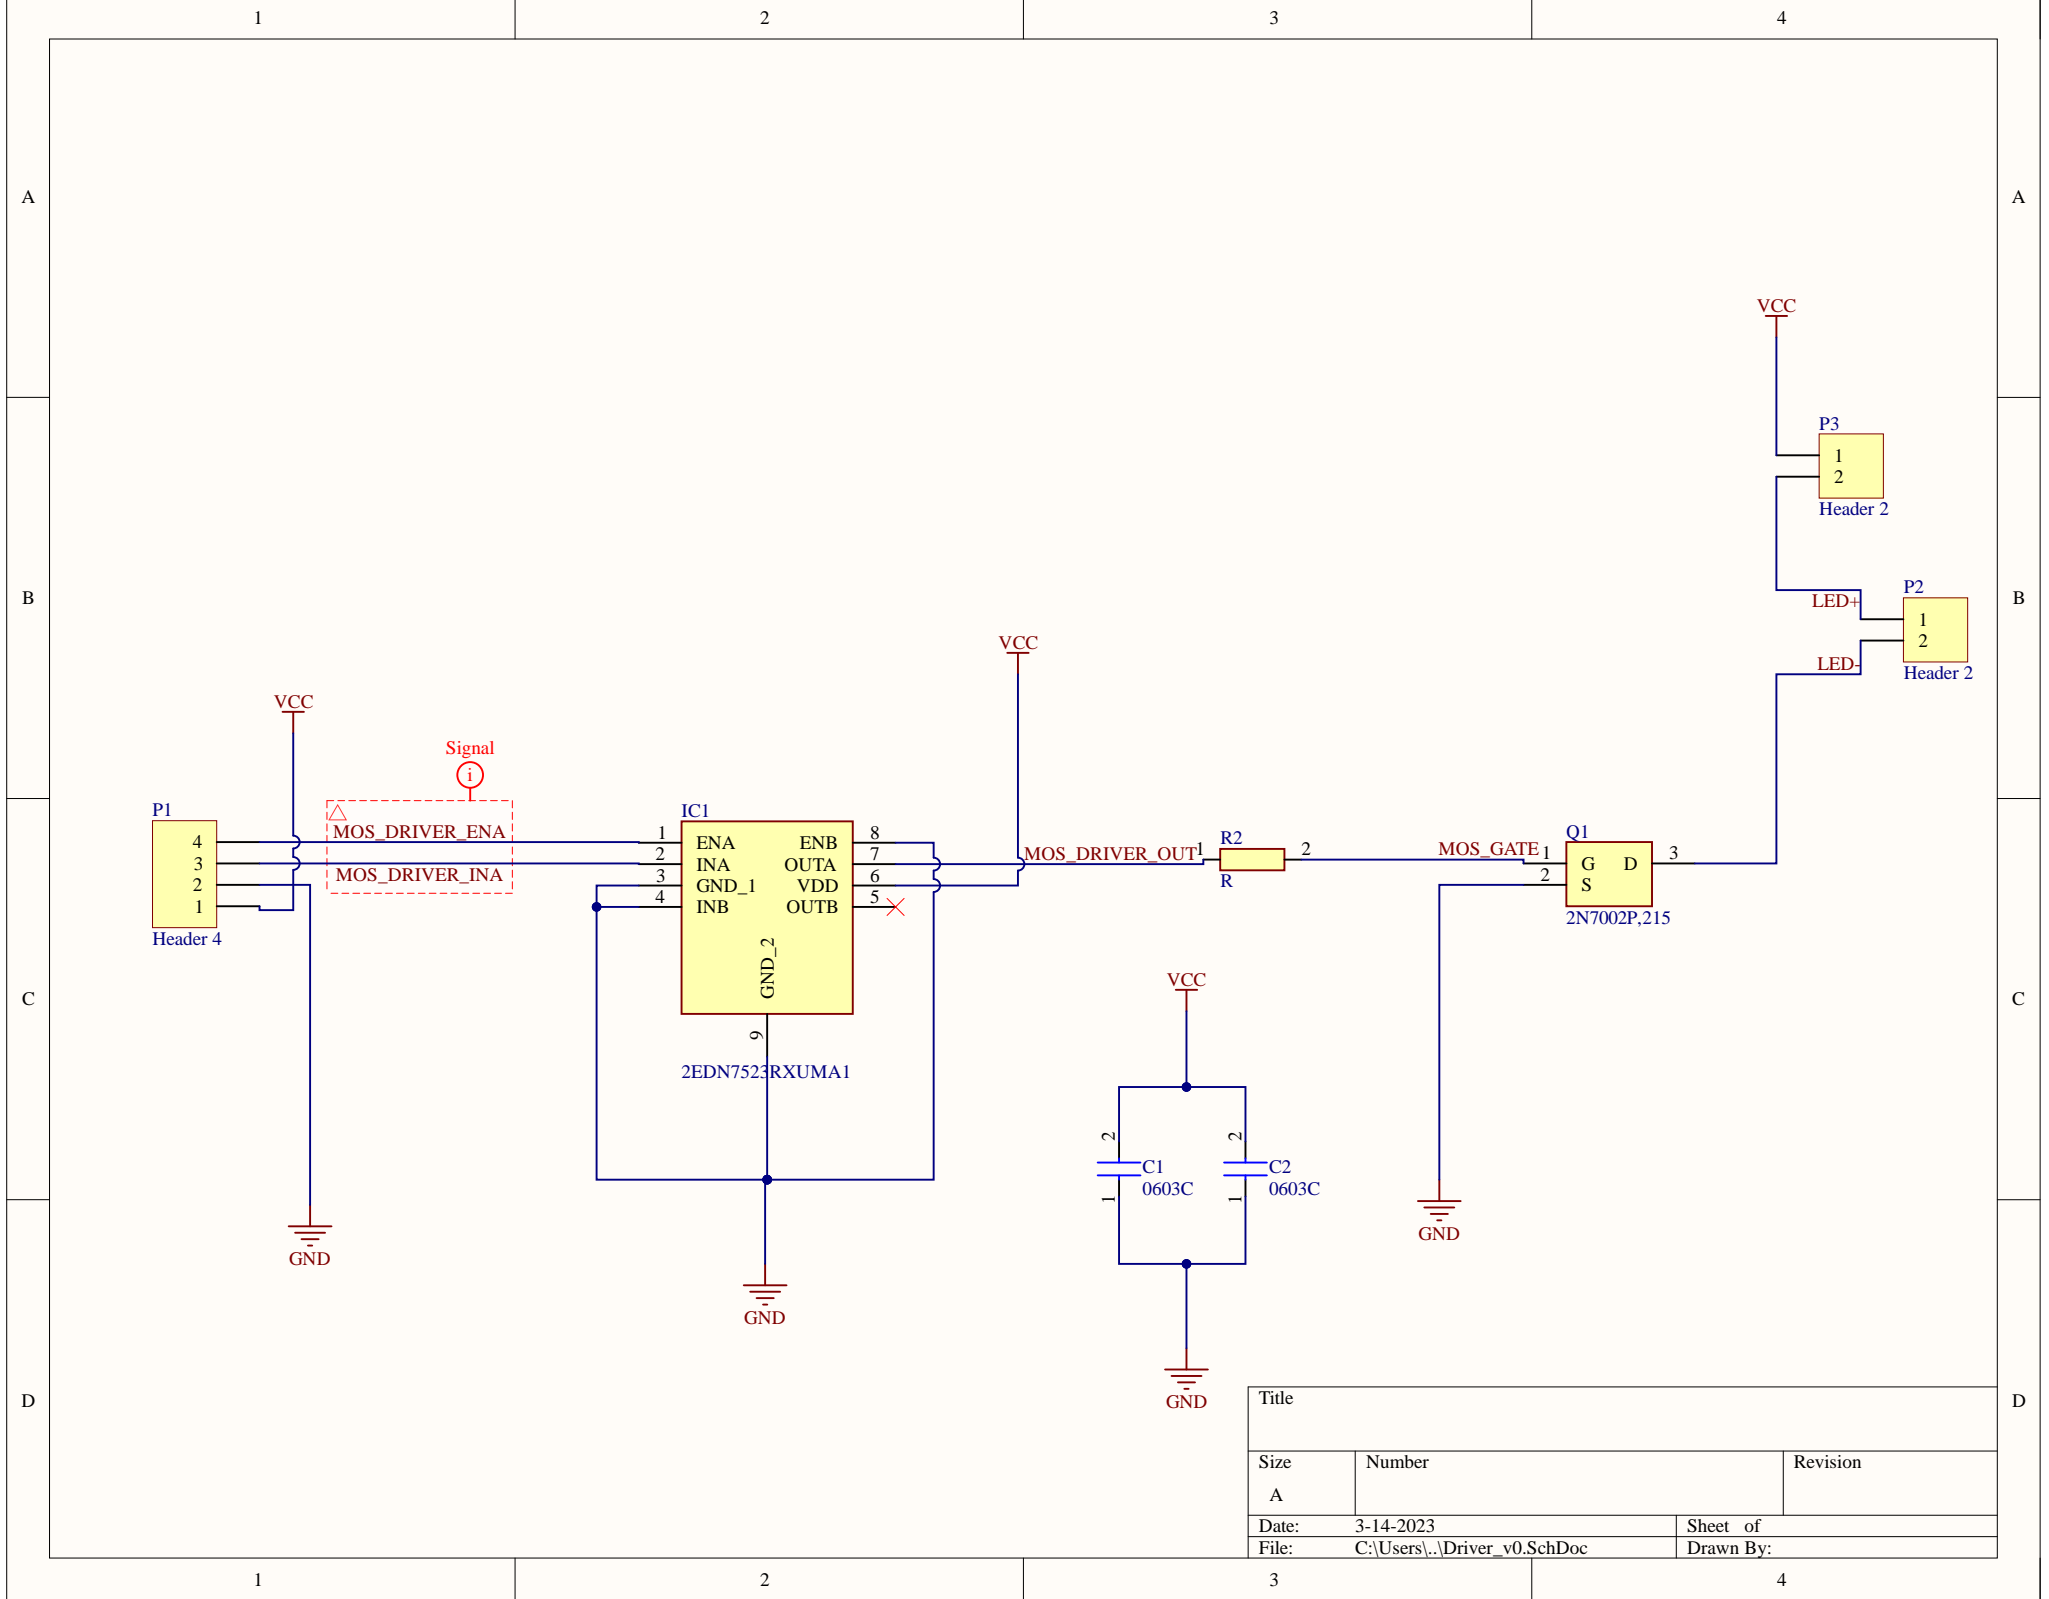 1 2 3 4
A A
VCC
P3
1
2
Header 2
B B
P2
LED+
1
2
LED-
Header 2
VCC
VCC
Signal
P1
4
3
2
1
Header 4
MOS_DRIVER_ENA
MOS_DRIVER_INA
IC1
1 ENA ENB 8
2 INA OUTA 7
3 GND_1 VDD 6
4 INB OUTB 5
GND_2
9
2EDN7523RXUMA1
MOS_DRIVER_OUT
R2
1 2
R
MOS_GATE
Q1
1 G D 3
2 S
2N7002P,215
VCC
C C
2 2
C1 C2
0603C 0603C
1 1
GND
GND
GND
GND
D D
Title
Size Number Revision
A
Date: 3-14-2023 Sheet of
File: C:\Users\..\Driver_v0.SchDoc Drawn By:
1 2 3 4
i